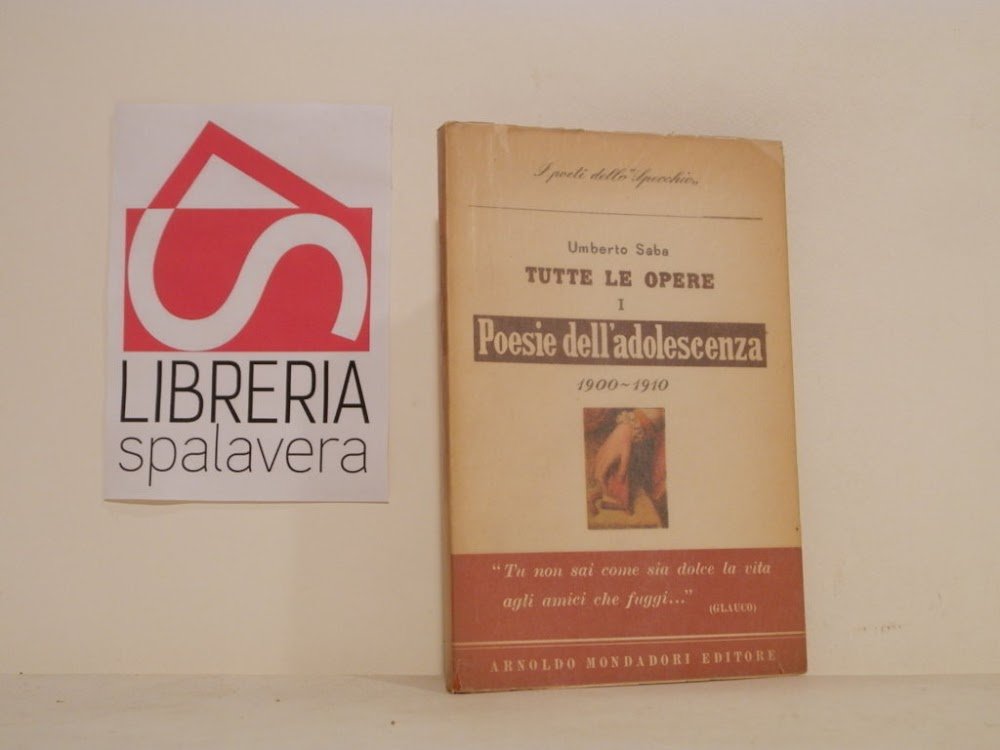 LIBRERIA
spalavera
I poeti dello "Specchio"
Umberto Saba
TUTTE LE OPERE
I
Poesie dell'adolescenza
1900~1910
"Tu non sai come sia dolce la vita
agli amici che fuggi..."
(GLAUCO)
ARNOLDO MONDADORI EDITORE